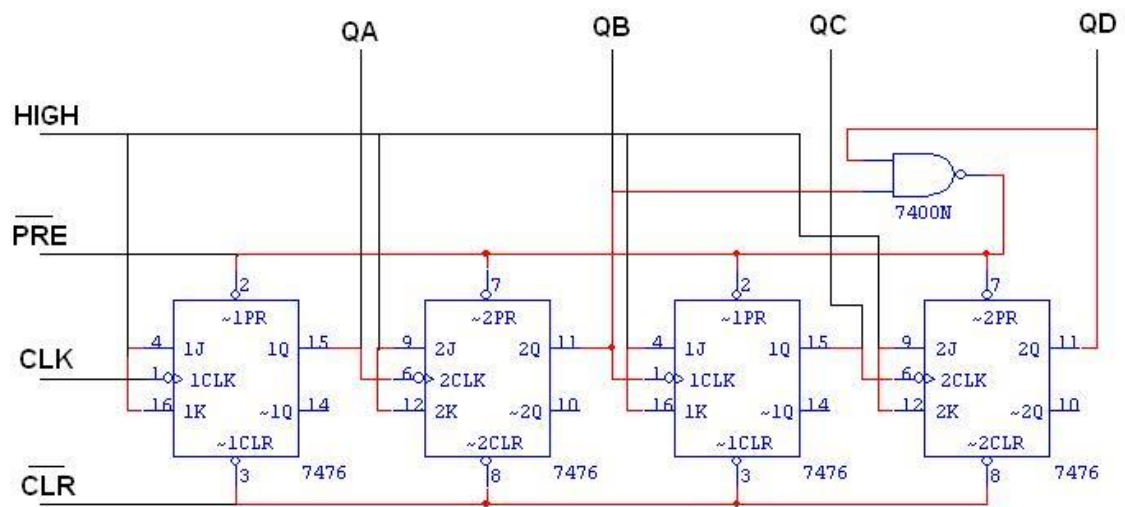 QA QB QC QD
HIGH
7400N
PRE
2 7 2 7
~1PR ~2PR ~1PR ~2PR
4 1J 1Q 15 9 2J 2Q 11 4 1J 1Q 15 9 2J 2Q 11
CLK 1 1CLK 6 2CLK 1 1CLK 6 2CLK
16 1K ~1Q 14 12 2K ~2Q 10 16 1K ~1Q 14 12 2K ~2Q 10
~1CLR ~2CLR ~1CLR ~2CLR
3 7476 8 7476 3 7476 8 7476
CLR